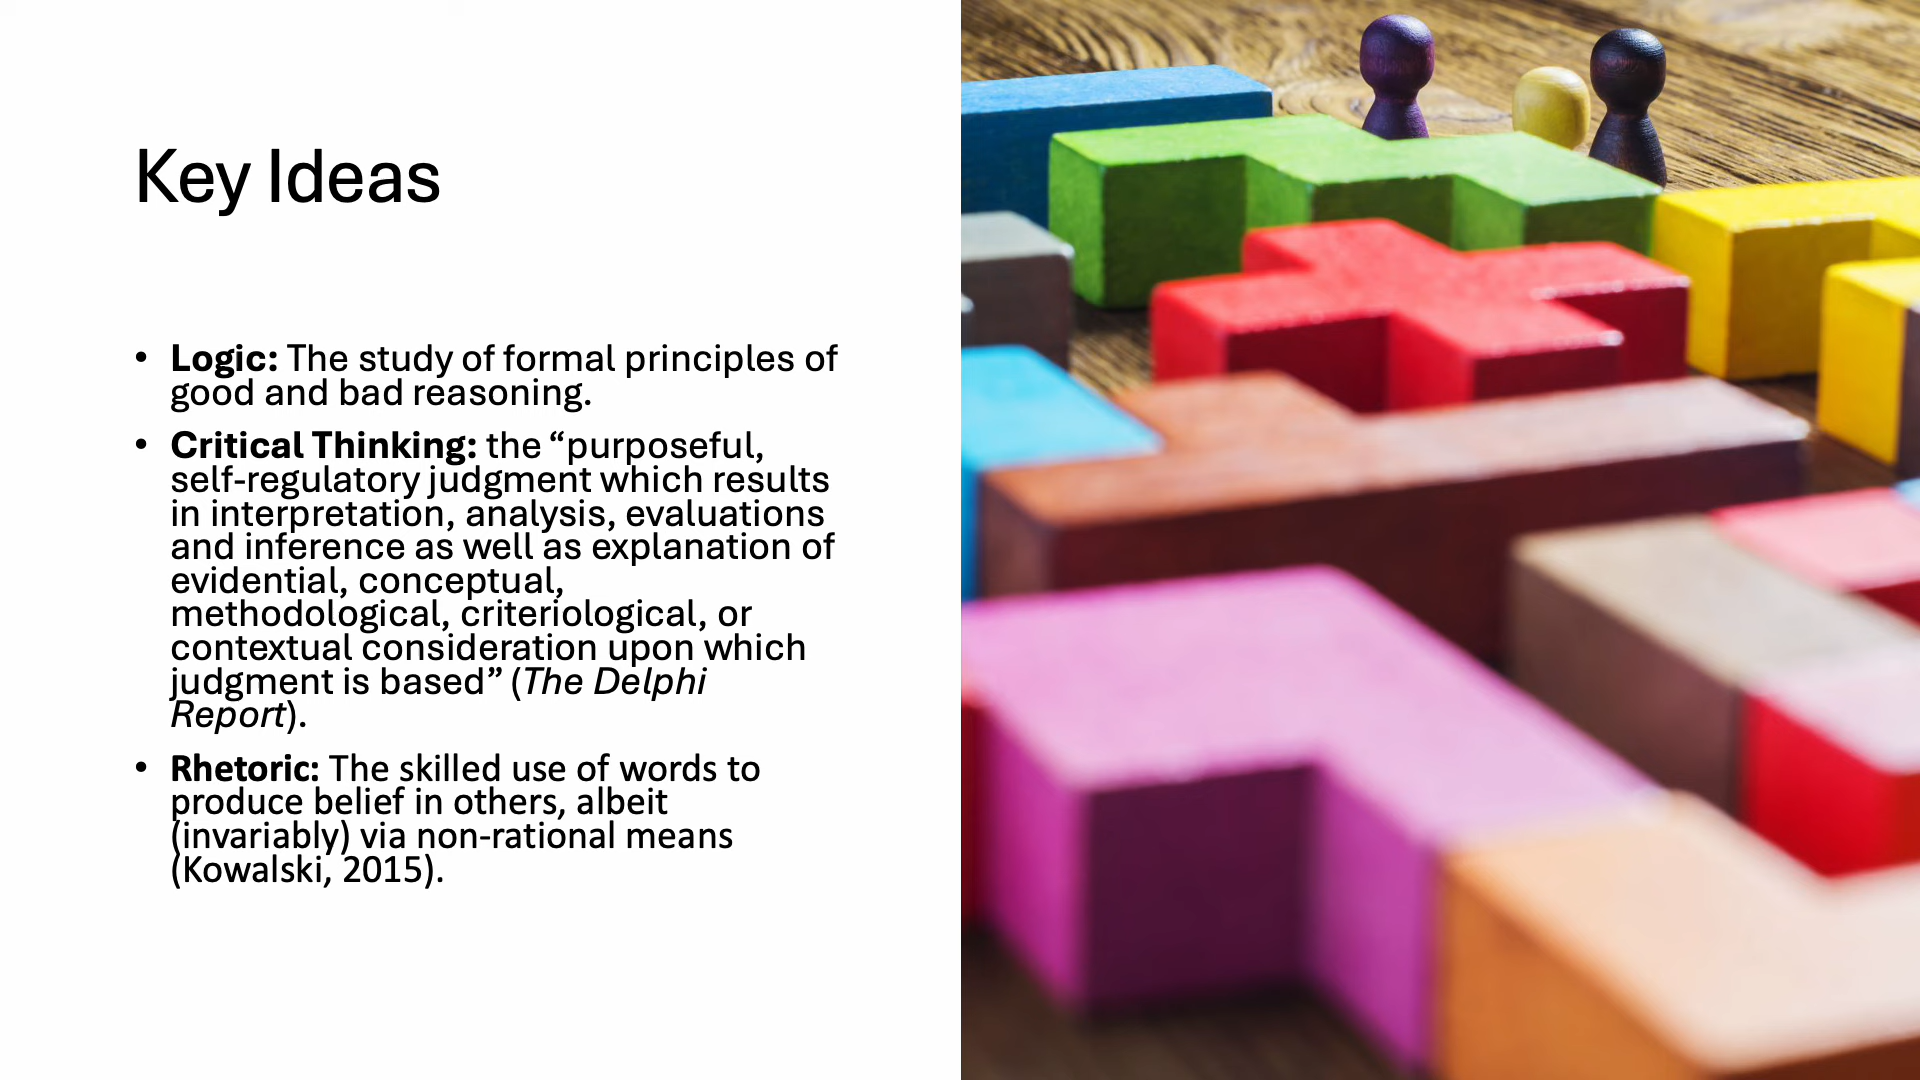 Key Ideas
• Logic: The study of formal principles of
good and bad reasoning.
• Critical Thinking: the “purposeful,
self-regulatory judgment which results
in interpretation, analysis, evaluations
and inference as well as explanation of
evidential, conceptual,
methodological, criteriological, or
contextual consideration upon which
judgment is based” (The Delphi
Report).
• Rhetoric: The skilled use of words to
produce belief in others, albeit
(invariably) via non-rational means
(Kowalski, 2015).